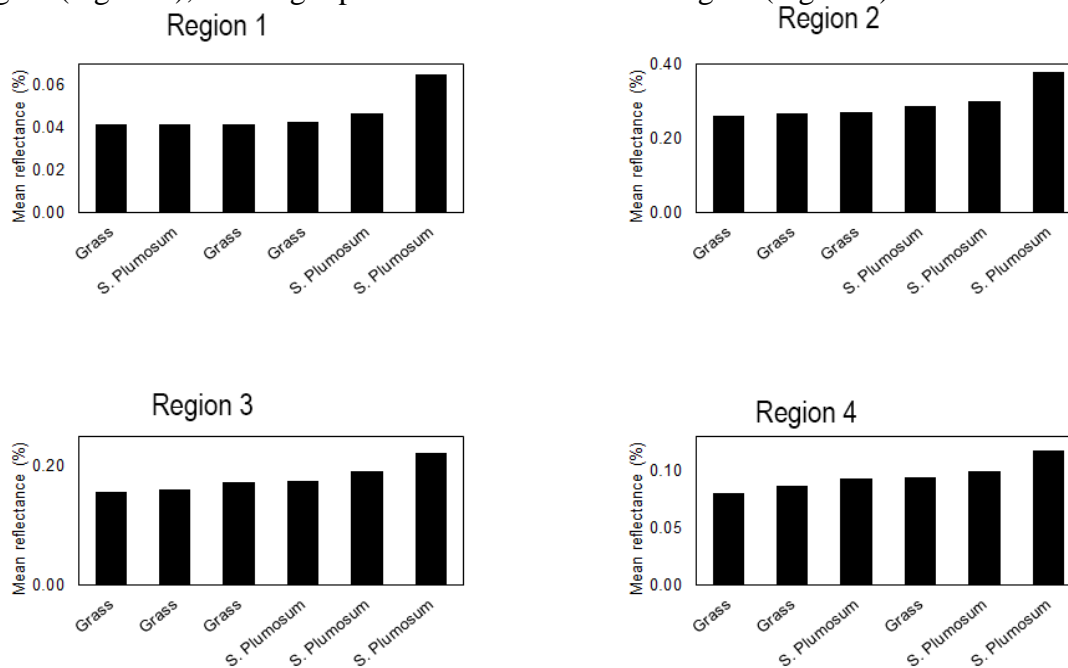 Region 1
Mean reflectance (%)
0.06
0.04
0.02
0.00
Grass
S. Plumosum
Grass
Grass
S. Plumosum
S. Plumosum
Region 2
Mean reflectance (%)
0.40
0.20
0.00
Grass
Grass
Grass
S. Plumosum
S. Plumosum
S. Plumosum
Region 3
Mean reflectance (%)
0.20
0.00
Grass
Grass
Grass
S. Plumosum
S. Plumosum
S. Plumosum
Region 4
Mean reflectance (%)
0.10
0.05
0.00
Grass
Grass
S. Plumosum
Grass
S. Plumosum
S. Plumosum